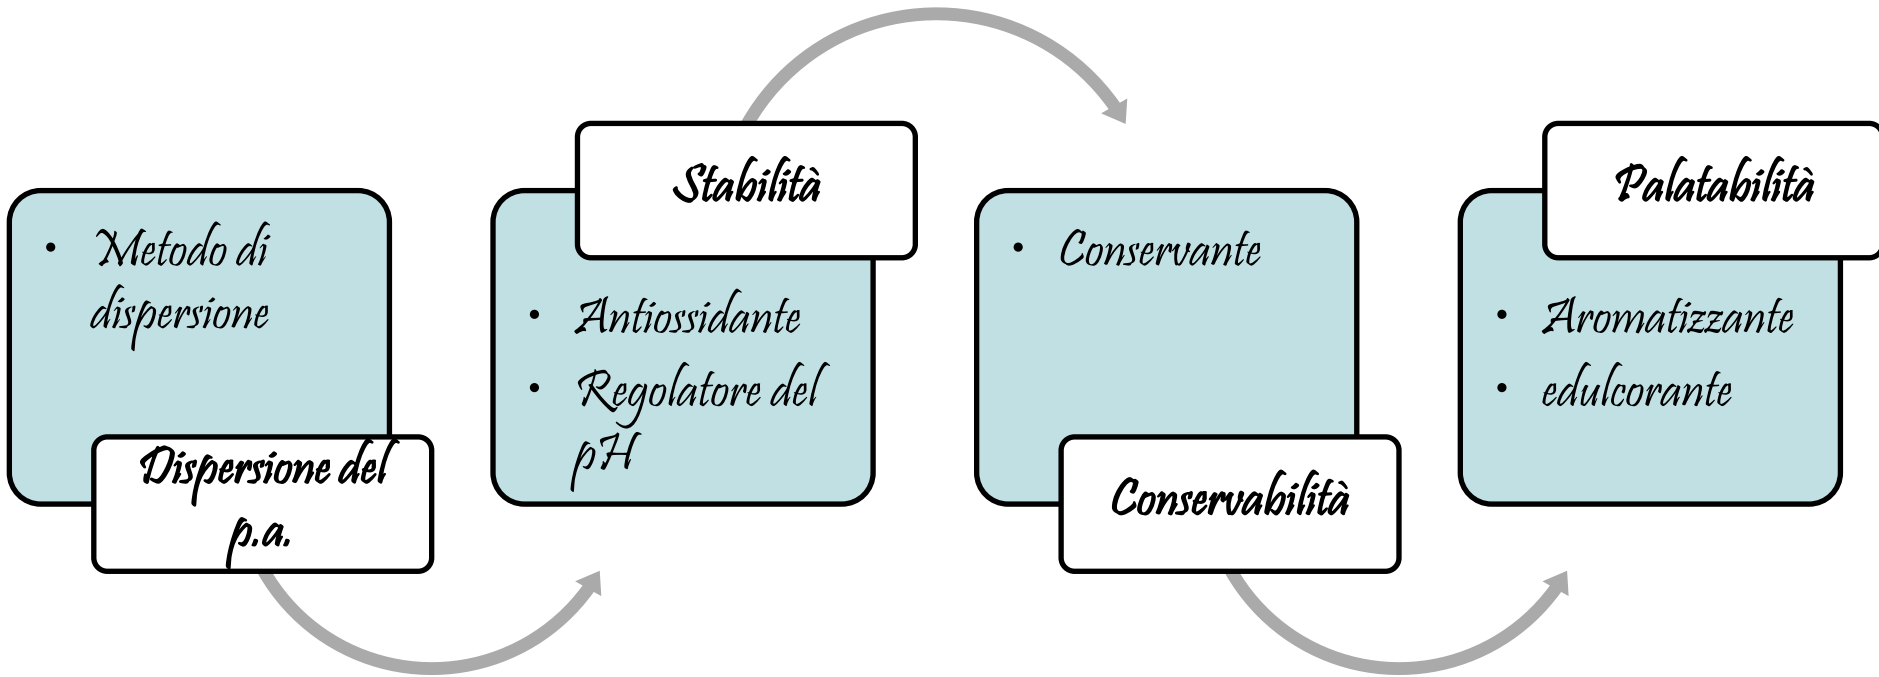 • Metodo di
dispersione
Dispersione del
p.a.
Stabilità
• Antiossidante
• Regolatore del
pH
• Conservante
Conservabilità
Palatabilità
• Aromatizzante
• edulcorante